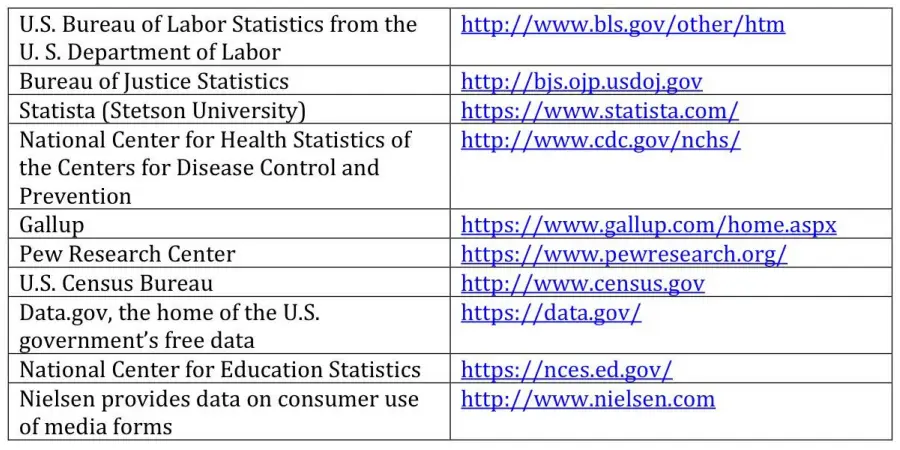 U.S. Bureau of Labor Statistics from the
U. S. Department of Labor
http://www.bls.gov/other/htm
Bureau of Justice Statistics
http://bjs.ojp.usdoj.gov
Statista (Stetson University)
https://www.statista.com/
National Center for Health Statistics of
the Centers for Disease Control and
Prevention
http://www.cdc.gov/nchs/
Gallup
https://www.gallup.com/home.aspx
Pew Research Center
https://www.pewresearch.org/
U.S. Census Bureau
http://www.census.gov
Data.gov, the home of the U.S.
government’s free data
https://data.gov/
National Center for Education Statistics
https://nces.ed.gov/
Nielsen provides data on consumer use
of media forms
http://www.nielsen.com